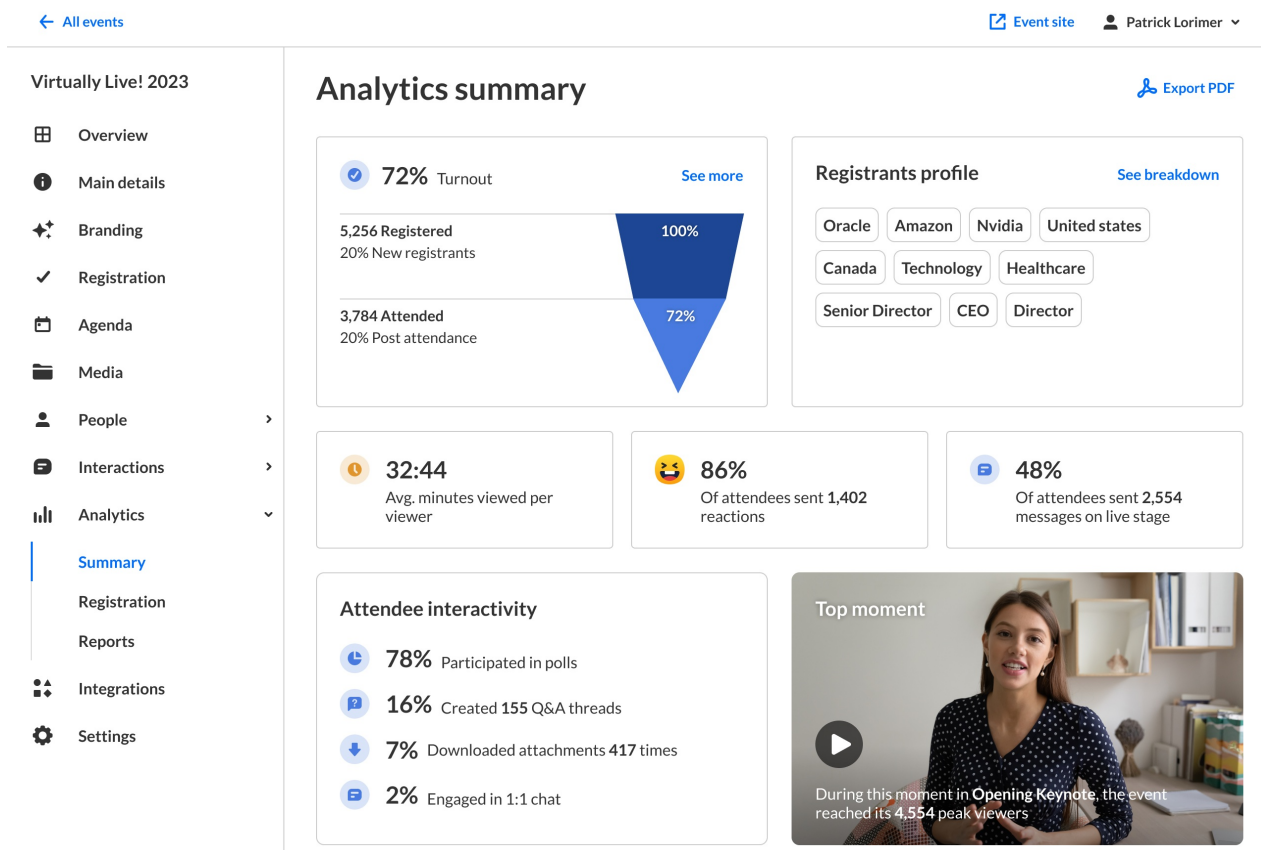 All events
Event site
Patrick Lorimer
Virtually Live! 2023
Overview
Main details
Branding
Registration
Agenda
Media
People
Interactions
Analytics
Summary
Registration
Reports
Integrations
Settings
Analytics summary
Export PDF
72% Turnout
See more
5,256 Registered
20% New registrants
100%
3,784 Attended
20% Post attendance
72%
Registrants profile
See breakdown
Oracle Amazon Nvidia United states
Canada Technology Healthcare
Senior Director CEO Director
32:44
Avg. minutes viewed per
viewer
86%
Of attendees sent 1,402
reactions
48%
Of attendees sent 2,554
messages on live stage
Attendee interactivity
78% Participated in polls
16% Created 155 Q&A threads
7% Downloaded attachments 417 times
2% Engaged in 1:1 chat
Top moment
During this moment in Opening Keynote, the event
reached its 4,554 peak viewers